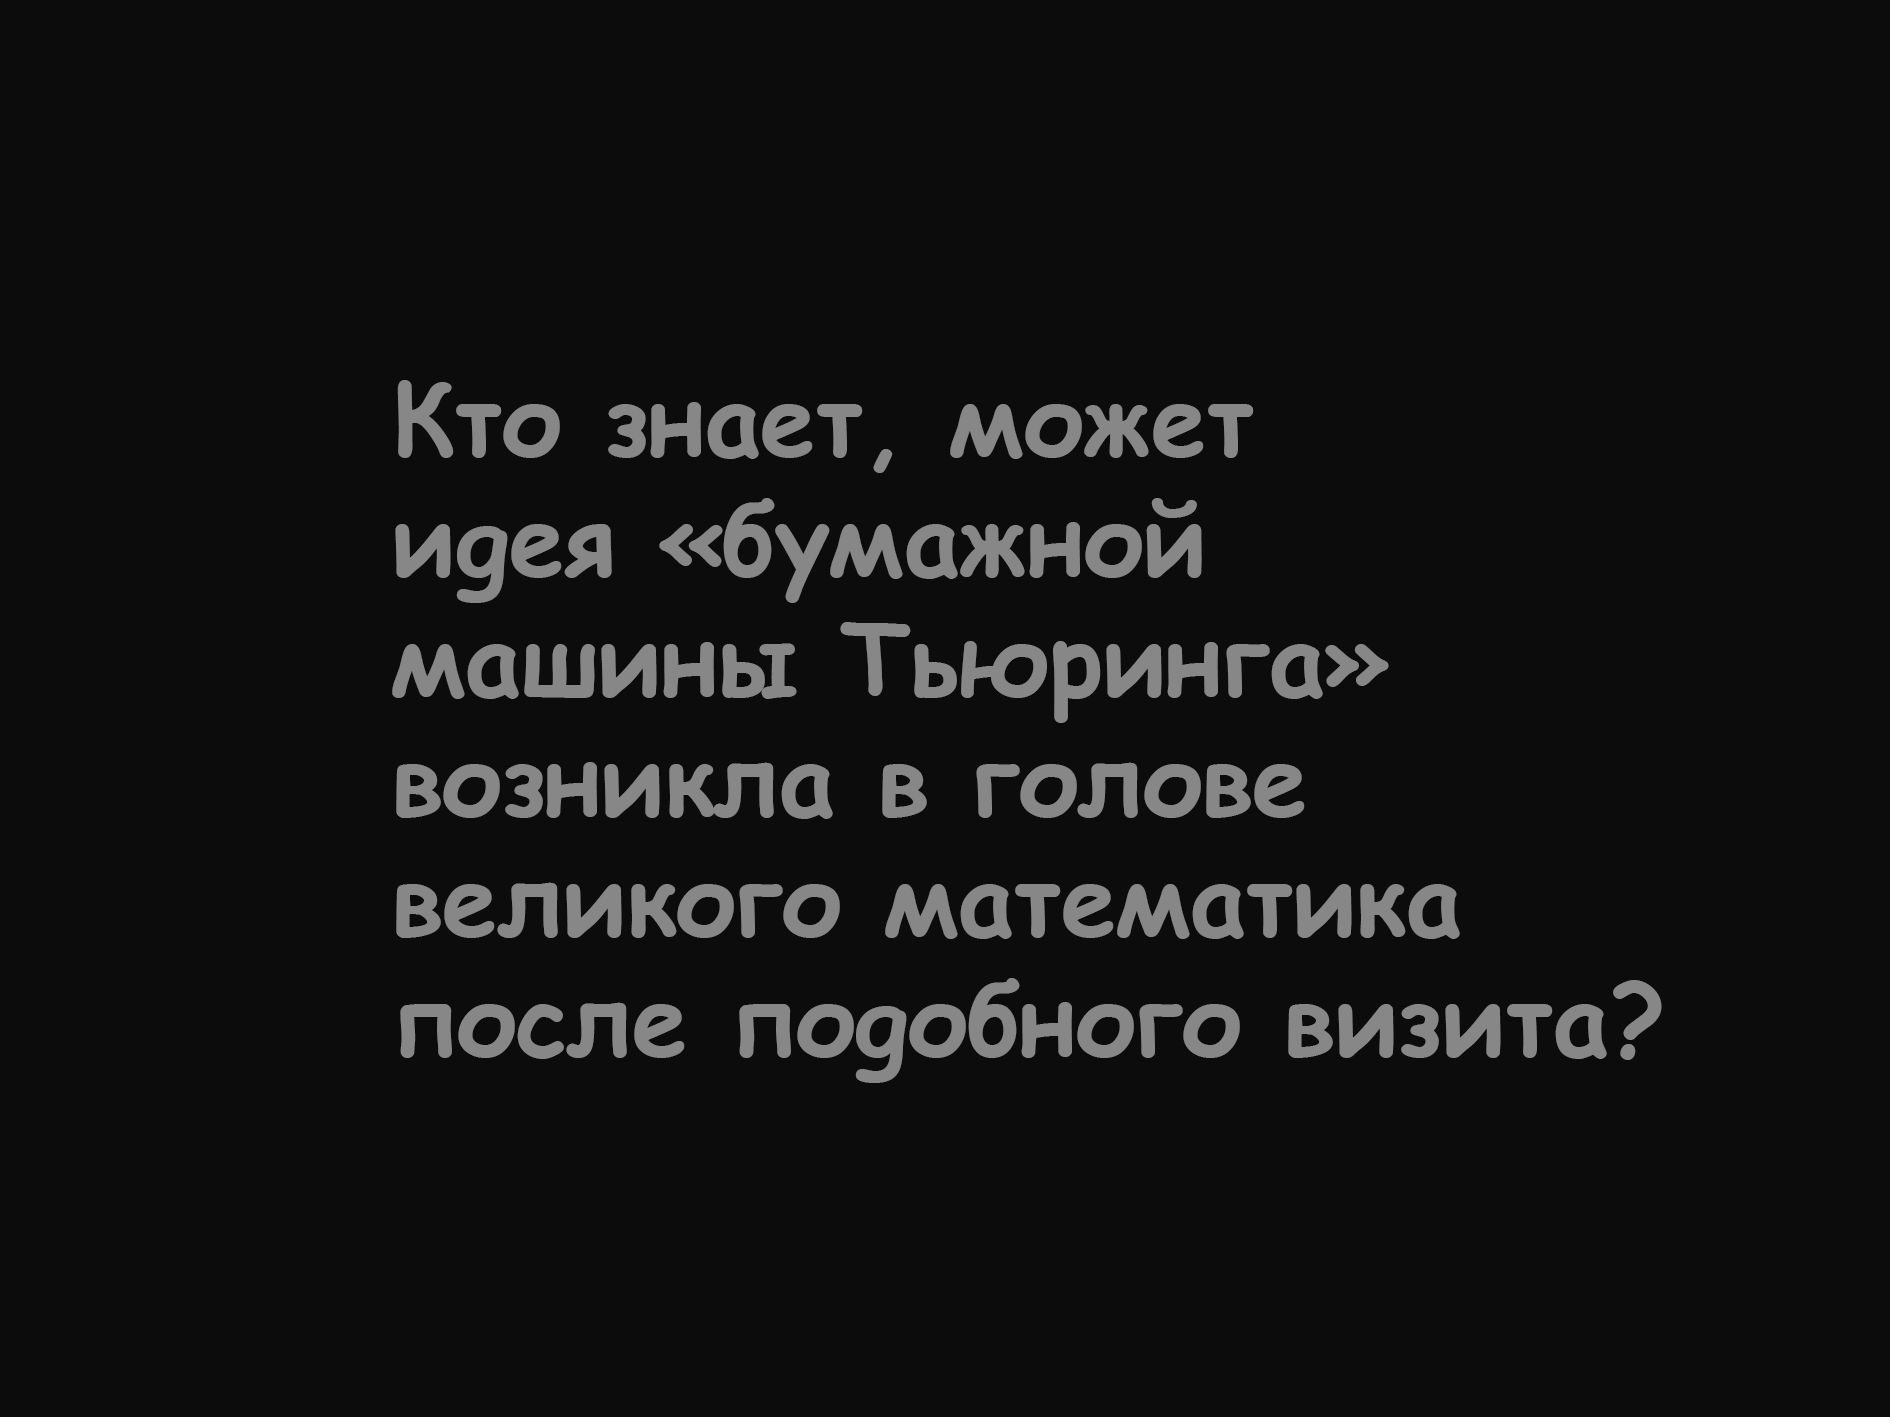 Кто знает, может
идея «бумажной
машины Тьюринга»
возникла в голове
великого математика
после подобного визита?